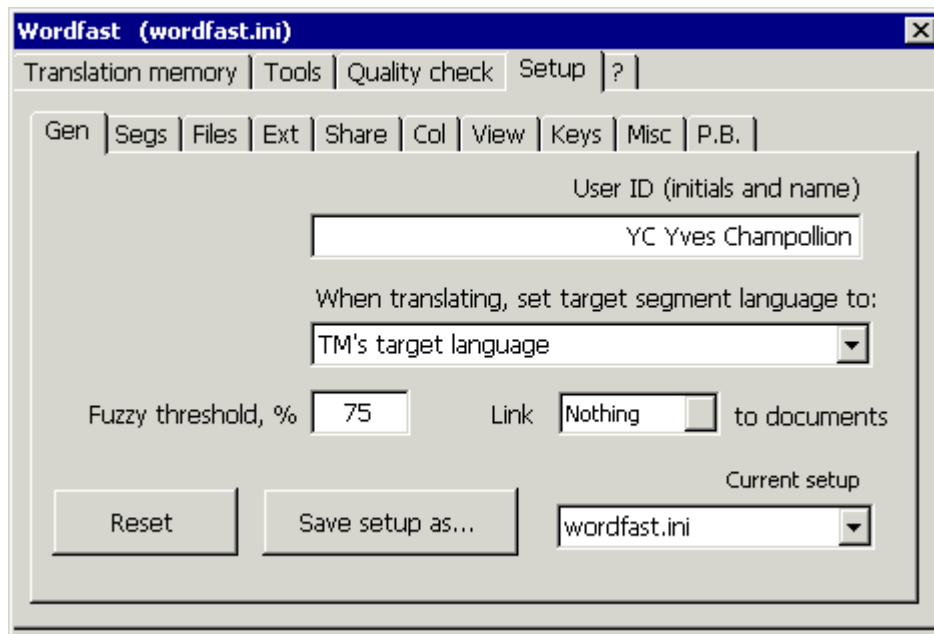 Wordfast (wordfast.ini)
Translation memory Tools Quality check Setup ?
Gen Segs Files Ext Share Col View Keys Misc P.B.
User ID (initials and name)
YC Yves Champollion
When translating, set target segment language to:
TM's target language
Fuzzy threshold, % 75 Link Nothing to documents
Current setup
Reset Save setup as... wordfast.ini